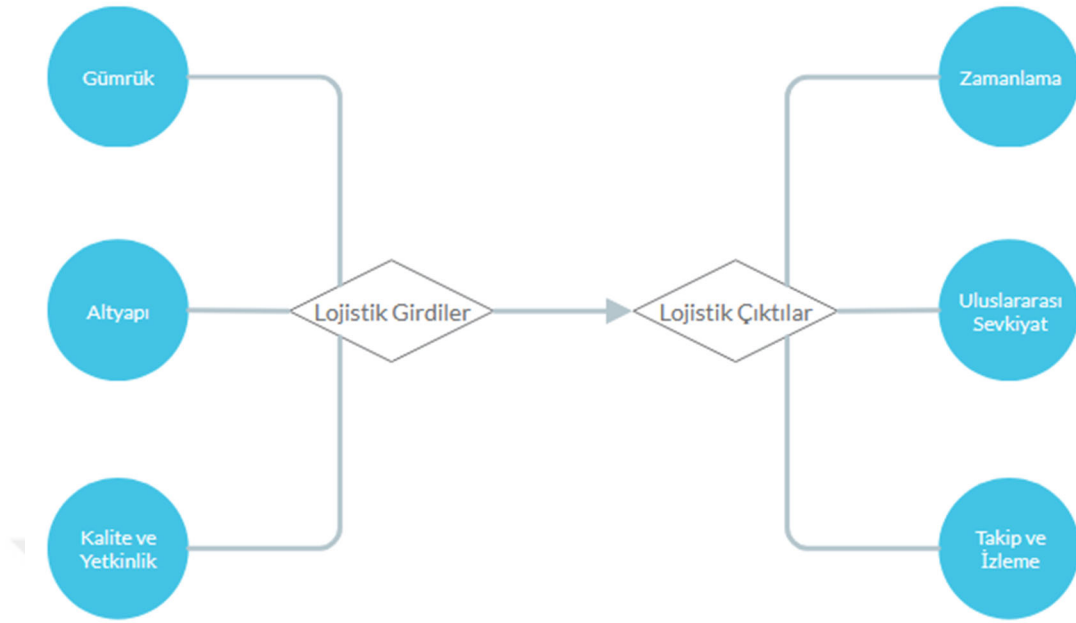 Gümrük
Zamanlama
Altyapı
Lojistik Girdiler
Lojistik Çıktılar
Uluslararası
Sevkiyat
Kalite ve
Yetkinlik
Takip ve
İzleme